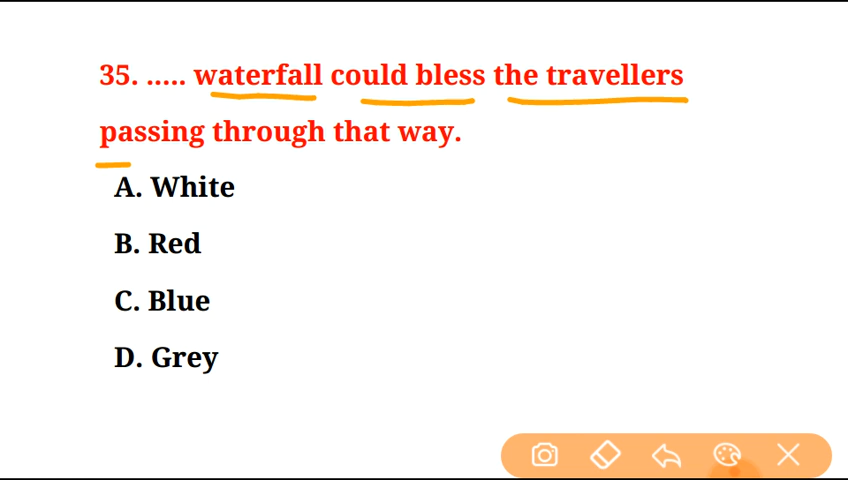 35. ..... waterfall could bless the travellers
passing through that way.
A. White
B. Red
C. Blue
D. Grey